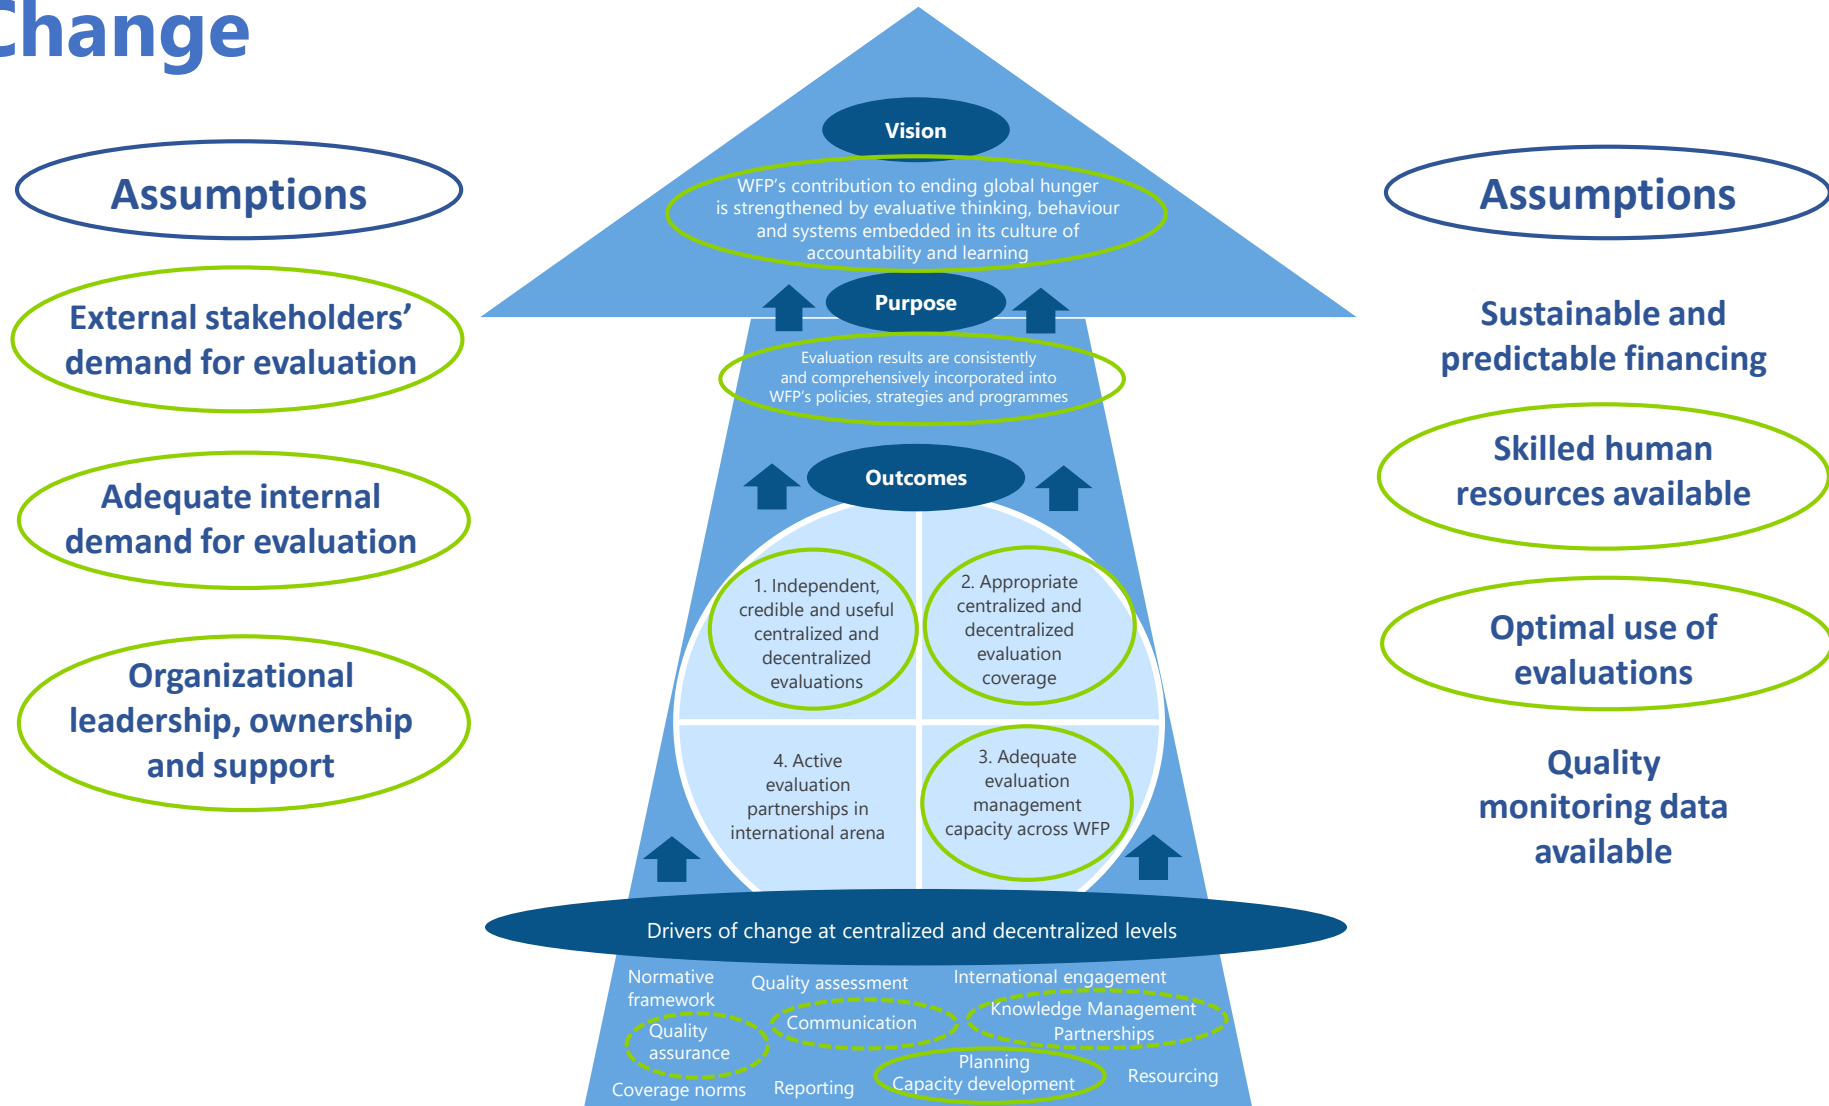 Change
Assumptions
External stakeholders’
demand for evaluation
Adequate internal
demand for evaluation
Organizational
leadership, ownership
and support
Vision
WFP’s contribution to ending global hunger
is strengthened by evaluative thinking, behaviour
and systems embedded in its culture of
accountability and learning
Purpose
Evaluation results are consistently
and comprehensively incorporated into
WFP’s policies, strategies and programmes
Outcomes
1. Independent,
credible and useful
centralized and
decentralized
evaluations
2. Appropriate
centralized and
decentralized
evaluation
coverage
4. Active
evaluation
partnerships in
international arena
3. Adequate
evaluation
management
capacity across WFP
Drivers of change at centralized and decentralized levels
Normative
framework
Quality assessment
International engagement
Quality
assurance
Communication
Knowledge Management
Partnerships
Coverage norms
Reporting
Planning
Capacity development
Resourcing
Assumptions
Sustainable and
predictable financing
Skilled human
resources available
Optimal use of
evaluations
Quality
monitoring data
available